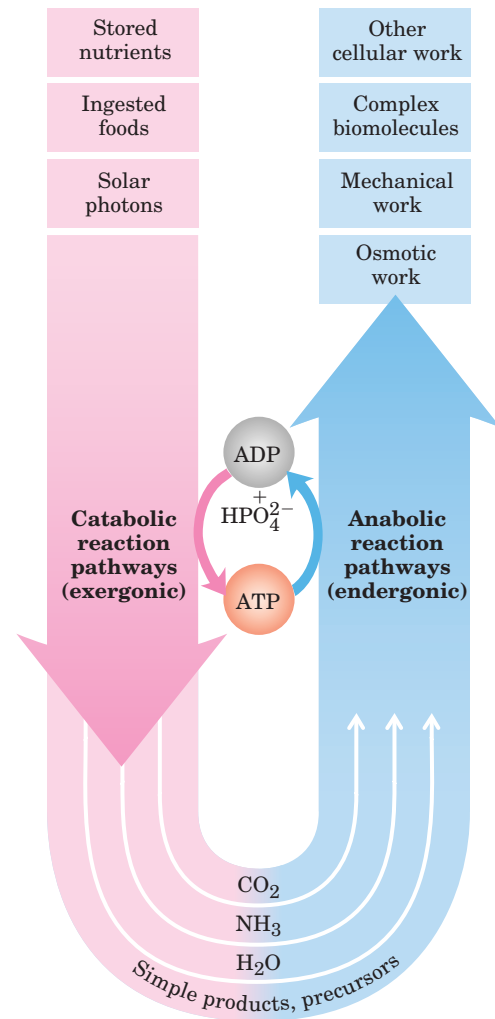 Stored
nutrients
Ingested
foods
Solar
photons
Other
cellular work
Complex
biomolecules
Mechanical
work
Osmotic
work
ADP
+
HPO₄²⁻
ATP
Catabolic
reaction
pathways
(exergonic)
Anabolic
reaction
pathways
(endergonic)
CO₂
NH₃
H₂O
Simple products, precursors